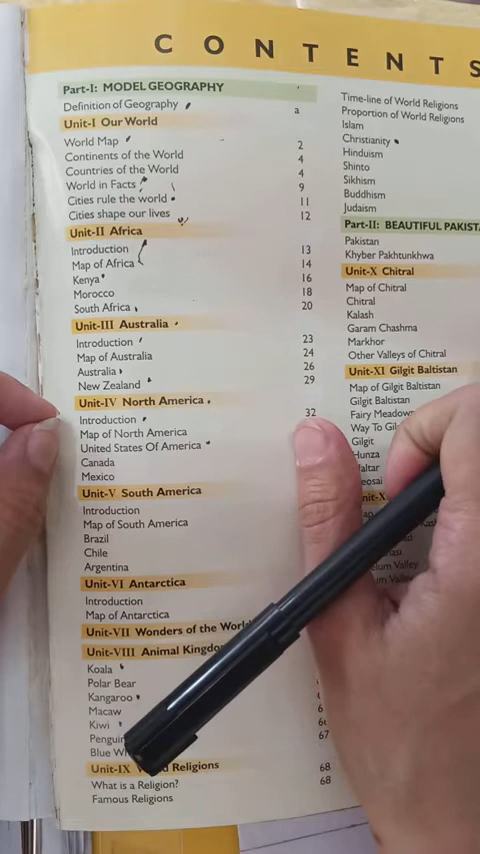 CONTENTS
Part-I: MODEL GEOGRAPHY
Definition of Geography a
Unit-I Our World
World Map 2
Continents of the World 4
Countries of the World 4
World in Facts 9
Cities rule the world 11
Cities shape our lives 12
Unit-II Africa
Introduction 13
Map of Africa 14
Kenya 16
Morocco 18
South Africa 20
Unit-III Australia
Introduction 23
Map of Australia 24
Australia 26
New Zealand 29
Unit-IV North America
Introduction 32
Map of North America
United States Of America
Canada
Mexico
Unit-V South America
Introduction
Map of South America
Brazil
Chile
Argentina
Unit-VI Antarctica
Introduction
Map of Antarctica
Unit-VII Wonders of the World
Unit-VIII Animal Kingdo
Koala
Polar Bear
Kangaroo
Macaw 6
Kiwi
Penguin 67
Blue
Unit-IX Religions 68
What is a Religion? 68
Famous Religions
Time-line of World Religions
Proportion of World Religions
Islam
Christianity
Hinduism
Shinto
Sikhism
Buddhism
Judaism
Part-II: BEAUTIFUL PAKIST
Pakistan
Khyber Pakhtunkhwa
Unit-X Chitral
Map of Chitral
Chitral
Kalash
Garam Chashma
Markhor
Other Valleys of Chitral
Unit-XI Gilgit Baltistan
Map of Gilgit Baltistan
Gilgit Baltistan
Fairy Meadow
Way To Gil
Gilgit
Hunza
altar
eosai
elum Valley
m Valley